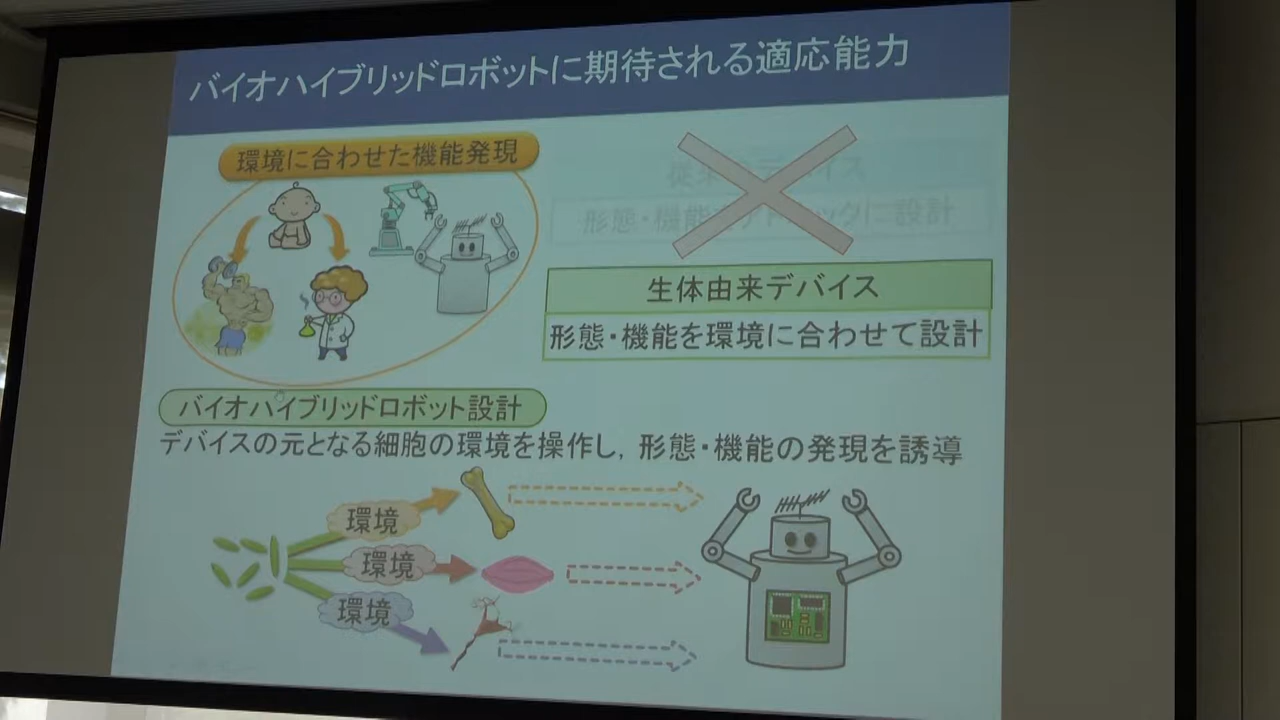 バイオハイブリッドロボットに期待される適応能力
環境に合わせた機能発現
生体由来デバイス
形態・機能を環境に合わせて設計
バイオハイブリッドロボット設計
デバイスの元となる細胞の環境を操作し，形態・機能の発現を誘導
環境
環境
環境